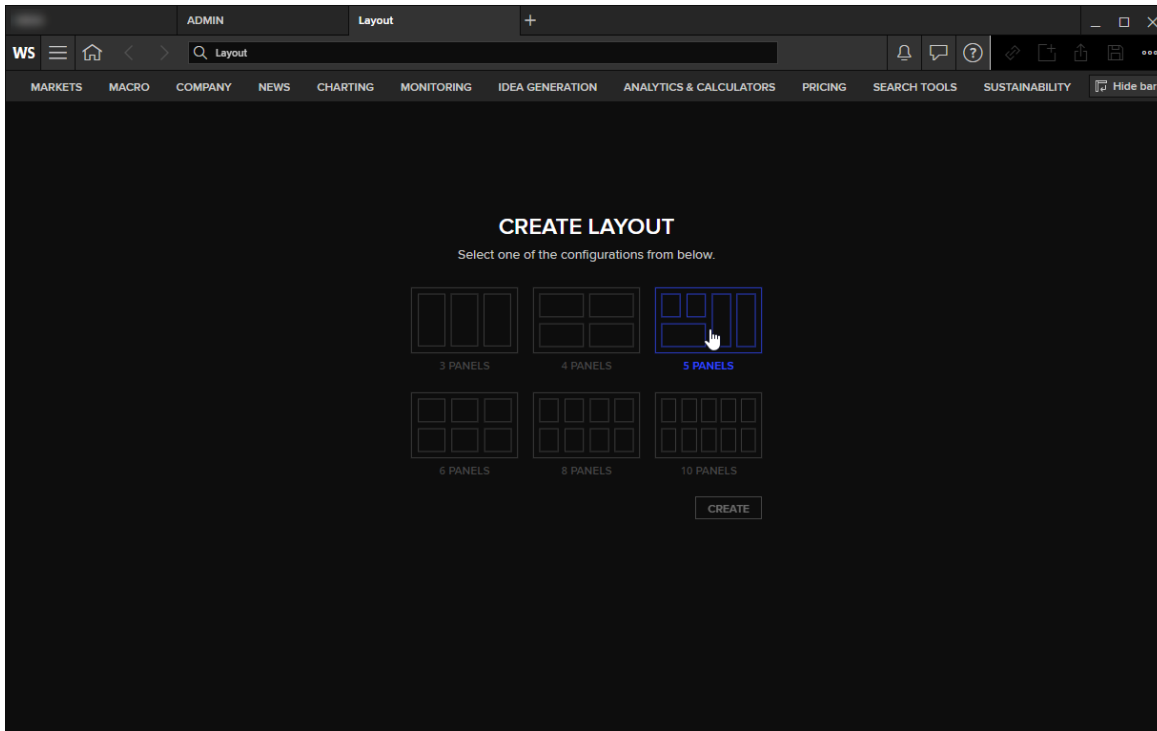 ADMIN Layout +
WS Layout ?
MARKETS MACRO COMPANY NEWS CHARTING MONITORING IDEA GENERATION ANALYTICS & CALCULATORS PRICING SEARCH TOOLS SUSTAINABILITY Hide bar
CREATE LAYOUT
Select one of the configurations from below.
3 PANELS 4 PANELS 5 PANELS
6 PANELS 8 PANELS 10 PANELS
CREATE